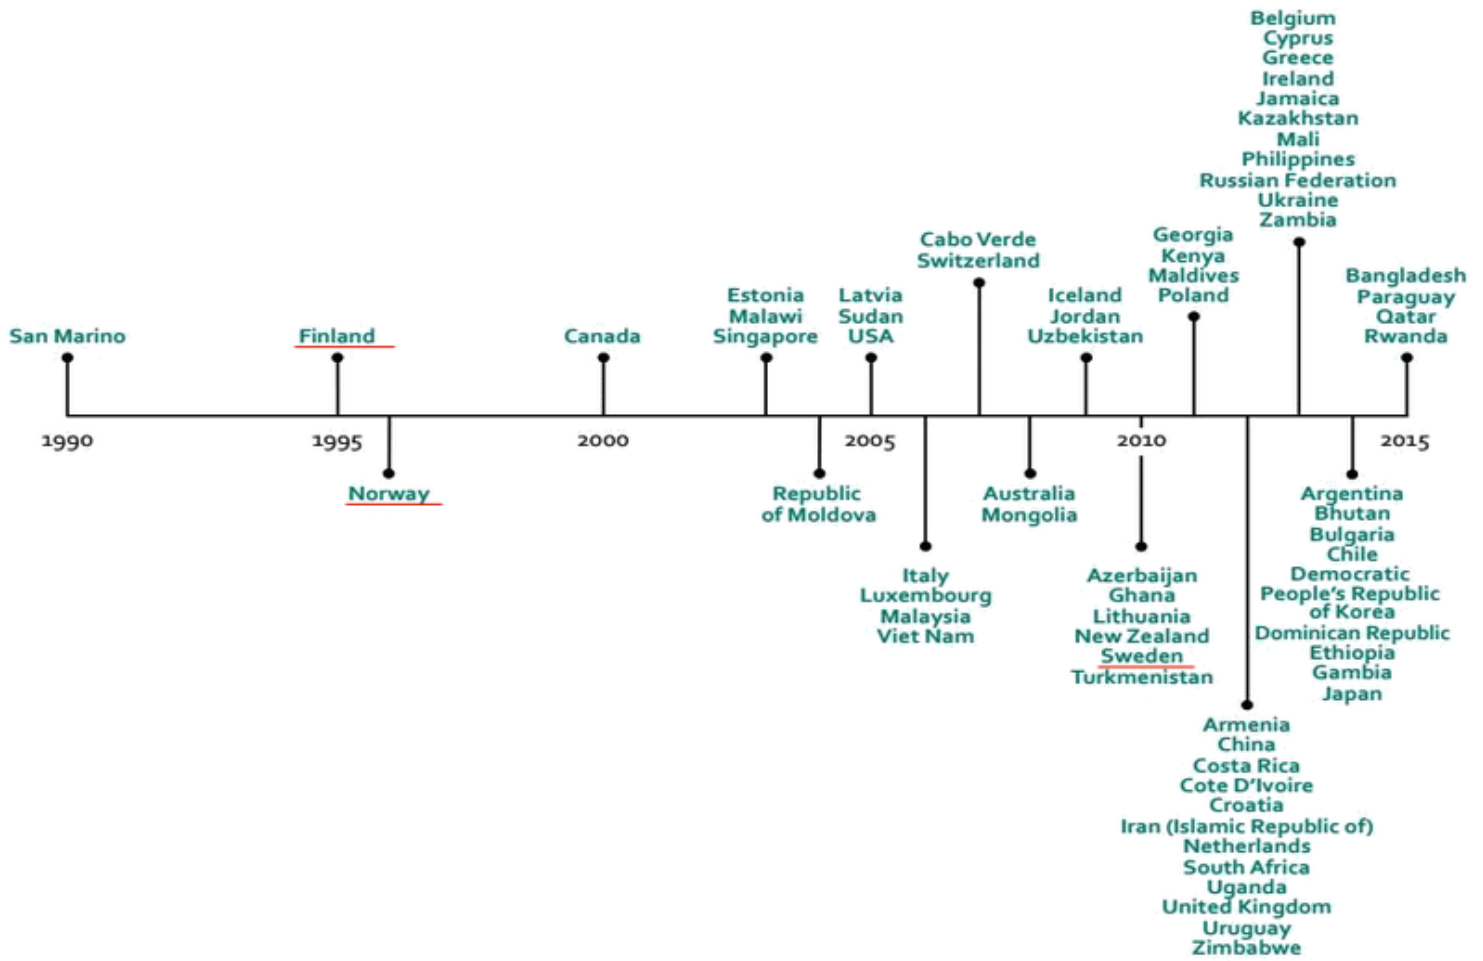 Belgium
Cyprus
Greece
Ireland
Jamaica
Kazakhstan
Mali
Philippines
Russian Federation
Ukraine
Zambia
Georgia
Kenya
Maldives
Poland
Cabo Verde
Switzerland
Bangladesh
Paraguay
Qatar
Rwanda
Iceland
Jordan
Uzbekistan
Latvia
Sudan
USA
Estonia
Malawi
Singapore
Canada
Finland
San Marino
1990
1995
2000
2005
2010
2015
Norway
Republic
of Moldova
Italy
Luxembourg
Malaysia
Viet Nam
Australia
Mongolia
Azerbaijan
Ghana
Lithuania
New Zealand
Sweden
Turkmenistan
Argentina
Bhutan
Bulgaria
Chile
Democratic
People's Republic
of Korea
Dominican Republic
Ethiopia
Gambia
Japan
Armenia
China
Costa Rica
Cote D'Ivoire
Croatia
Iran (Islamic Republic of)
Netherlands
South Africa
Uganda
United Kingdom
Uruguay
Zimbabwe